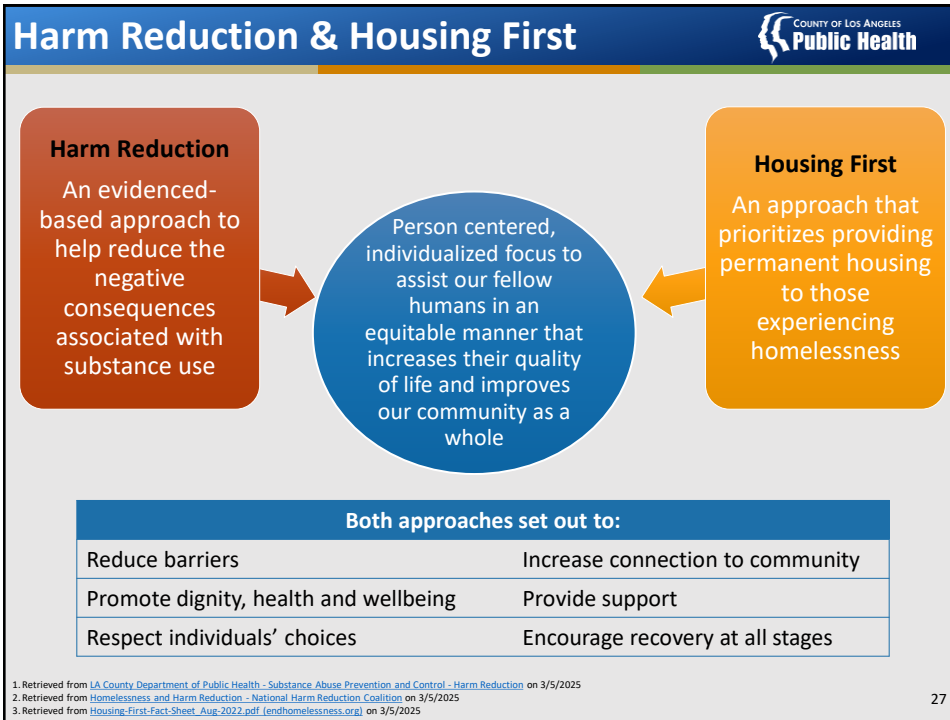 Harm Reduction & Housing First
COUNTY OF LOS ANGELES
Public Health
Harm Reduction
An evidenced-
based approach to
help reduce the
negative
consequences
associated with
substance use
Person centered,
individualized focus to
assist our fellow
humans in an
equitable manner that
increases their quality
of life and improves
our community as a
whole
Housing First
An approach that
prioritizes providing
permanent housing
to those
experiencing
homelessness
Both approaches set out to:
Reduce barriers Increase connection to community
Promote dignity, health and wellbeing Provide support
Respect individuals’ choices Encourage recovery at all stages
1. Retrieved from LA County Department of Public Health - Substance Abuse Prevention and Control - Harm Reduction on 3/5/2025
2. Retrieved from Homelessness and Harm Reduction - National Harm Reduction Coalition on 3/5/2025
3. Retrieved from Housing-First-Fact-Sheet_Aug-2022.pdf (endhomelessness.org) on 3/5/2025
27